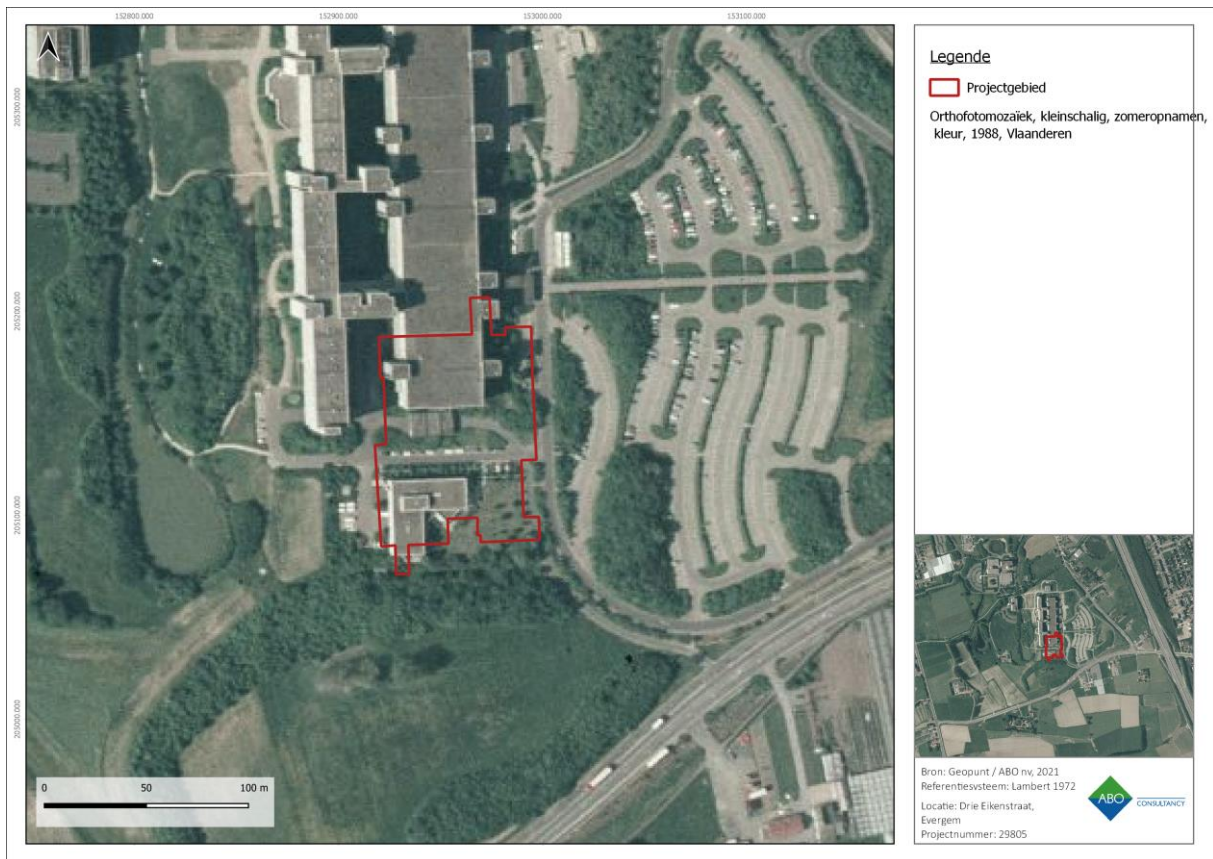 152800.000
152900.000
153000.000
153100.000
205300.000
205200.000
205100.000
205000.000
0
50
100 m
Legende
Projectgebied
Orthofotomozaïek, kleinschalig, zomeropnamen,
kleur, 1988, Vlaanderen
Bron: Geopunt / ABO nv, 2021
Referentiesysteem: Lambert 1972
Locatie: Drie Eikenstraat,
Evergem
Projectnummer: 29805
ABO
CONSULTANCY